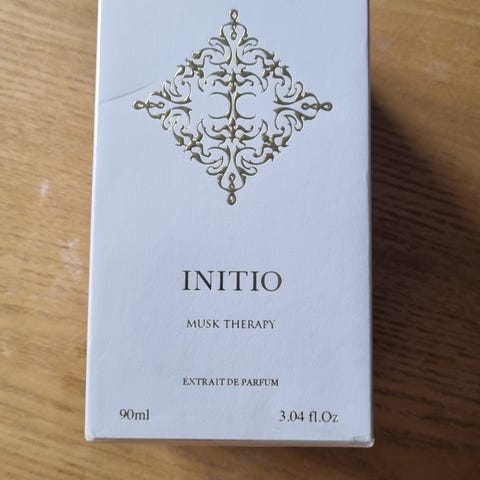 INITIO
MUSK THERAPY
EXTRAIT DE PARFUM
90ml 3.04 fl.Oz